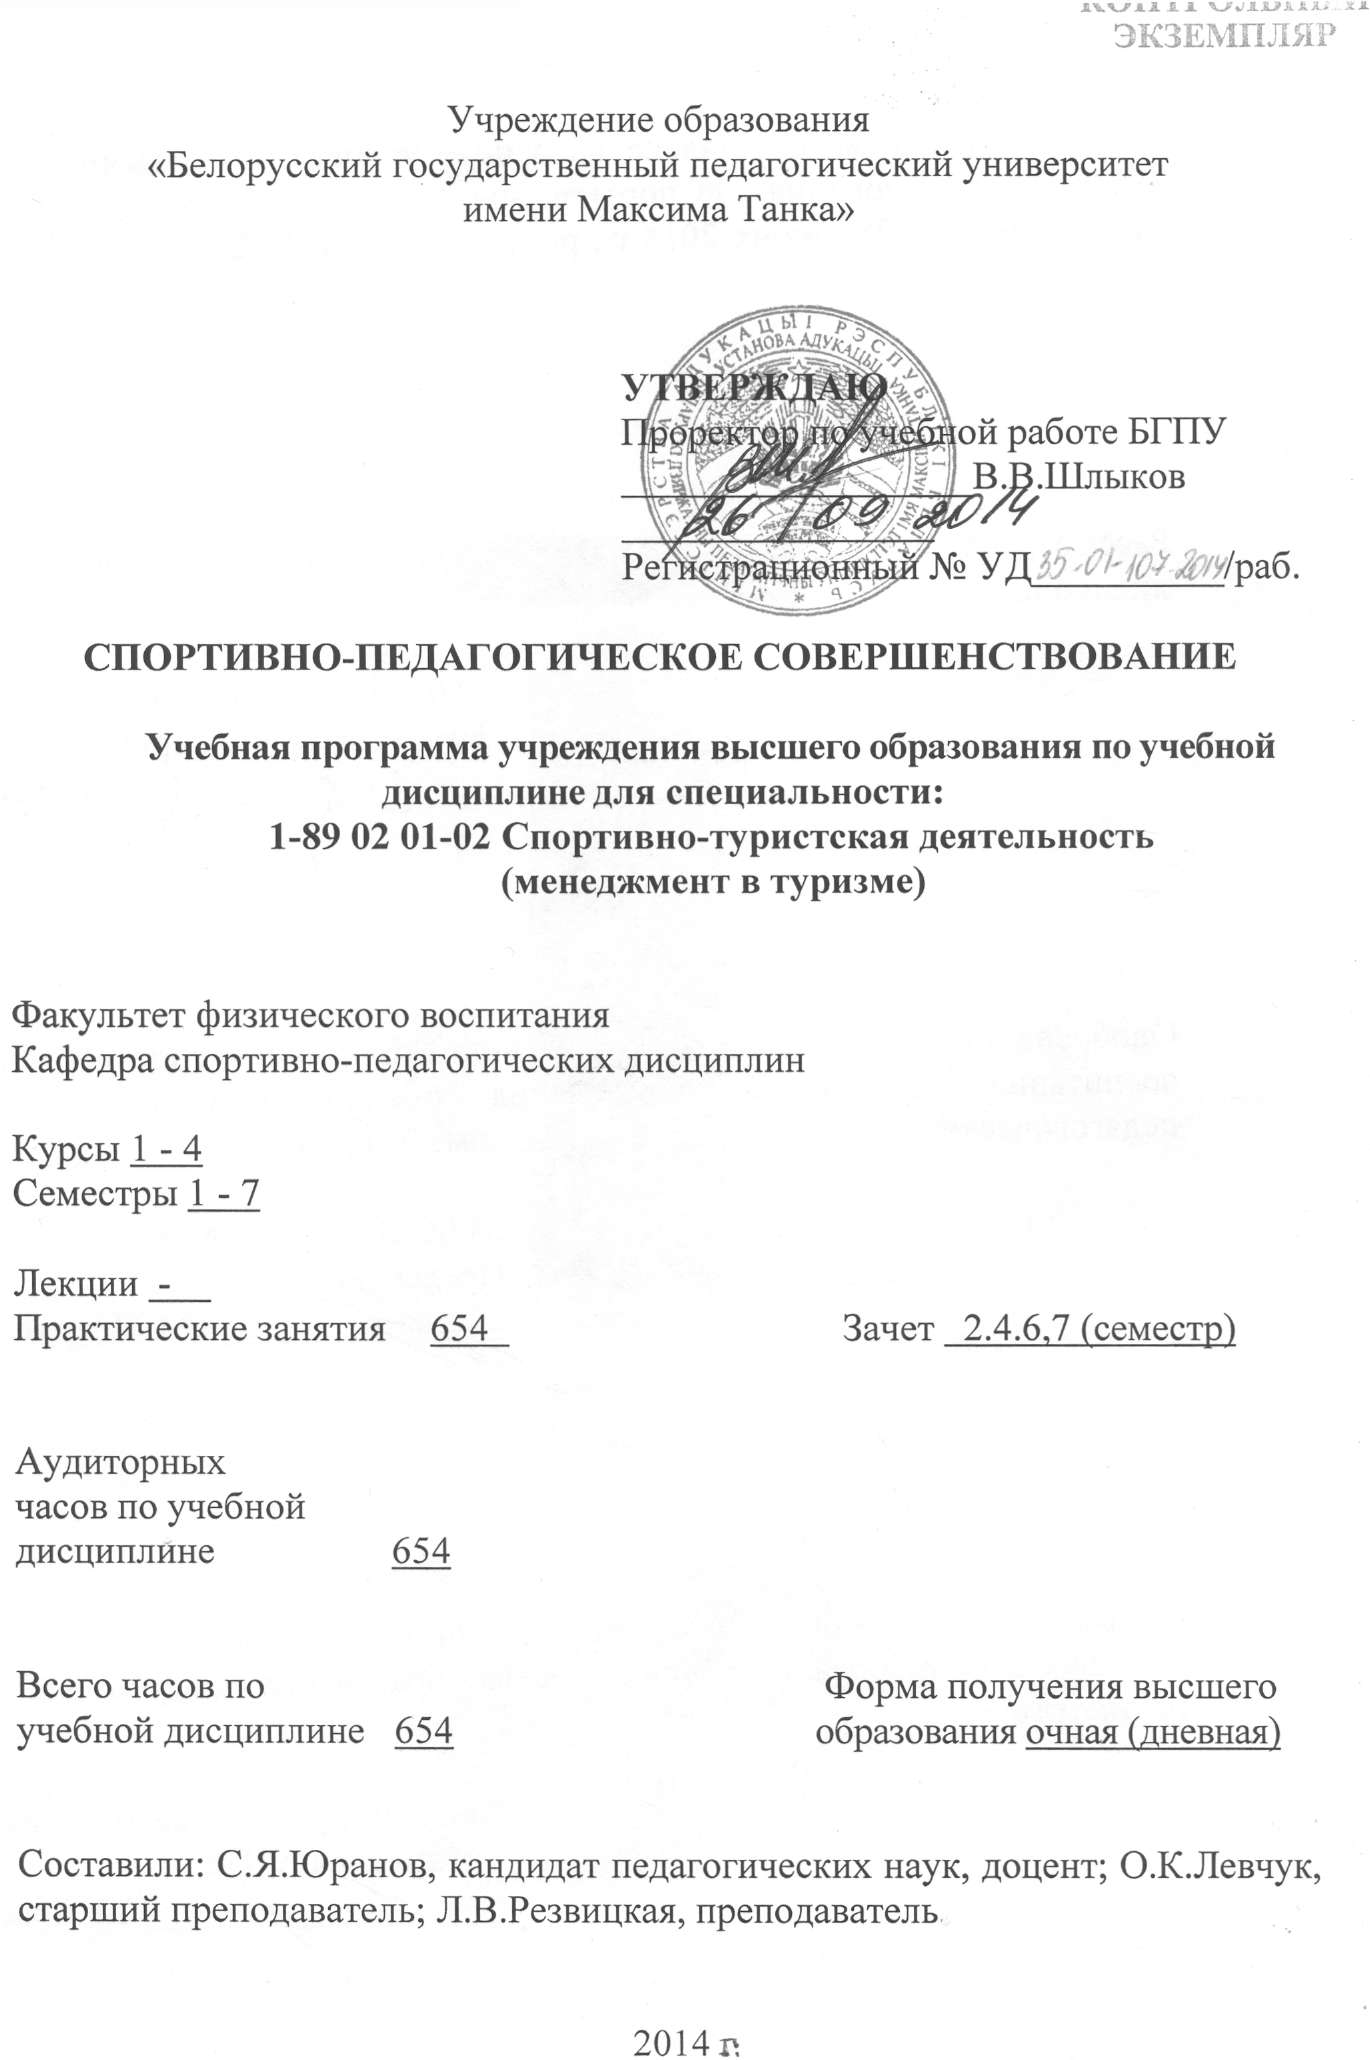 КОНТРОЛЬНЫЙ
ЭКЗЕМПЛЯР
Учреждение образования
«Белорусский государственный педагогический университет
имени Максима Танка»
УТВЕРЖДАЮ
Проректор по учебной работе БГПУ
В.В.Шлыков
26 / 09 2014
Регистрационный № УД 35-01-107-2014/раб.
СПОРТИВНО-ПЕДАГОГИЧЕСКОЕ СОВЕРШЕНСТВОВАНИЕ
Учебная программа учреждения высшего образования по учебной
дисциплине для специальности:
1-89 02 01-02 Спортивно-туристская деятельность
(менеджмент в туризме)
Факультет физического воспитания
Кафедра спортивно-педагогических дисциплин
Курсы 1 - 4
Семестры 1 - 7
Лекции -
Практические занятия 654 Зачет 2.4.6,7 (семестр)
Аудиторных
часов по учебной
дисциплине 654
Всего часов по Форма получения высшего
учебной дисциплине 654 образования очная (дневная)
Составили: С.Я.Юранов, кандидат педагогических наук, доцент; О.К.Левчук,
старший преподаватель; Л.В.Резвицкая, преподаватель
2014 г.